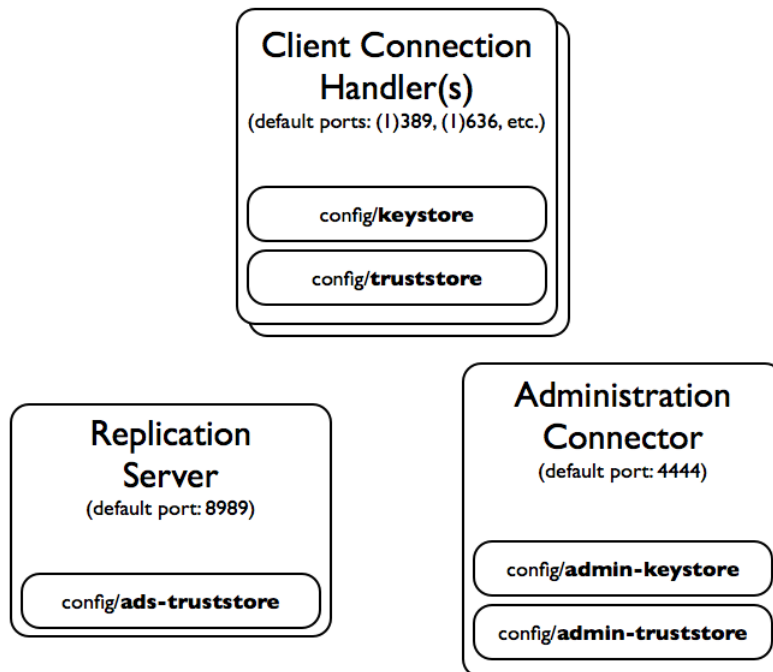 Client Connection
Handler(s)
(default ports: (1)389, (1)636, etc.)
config/keystore
config/truststore
Replication
Server
(default port: 8989)
config/ads-truststore
Administration
Connector
(default port: 4444)
config/admin-keystore
config/admin-truststore